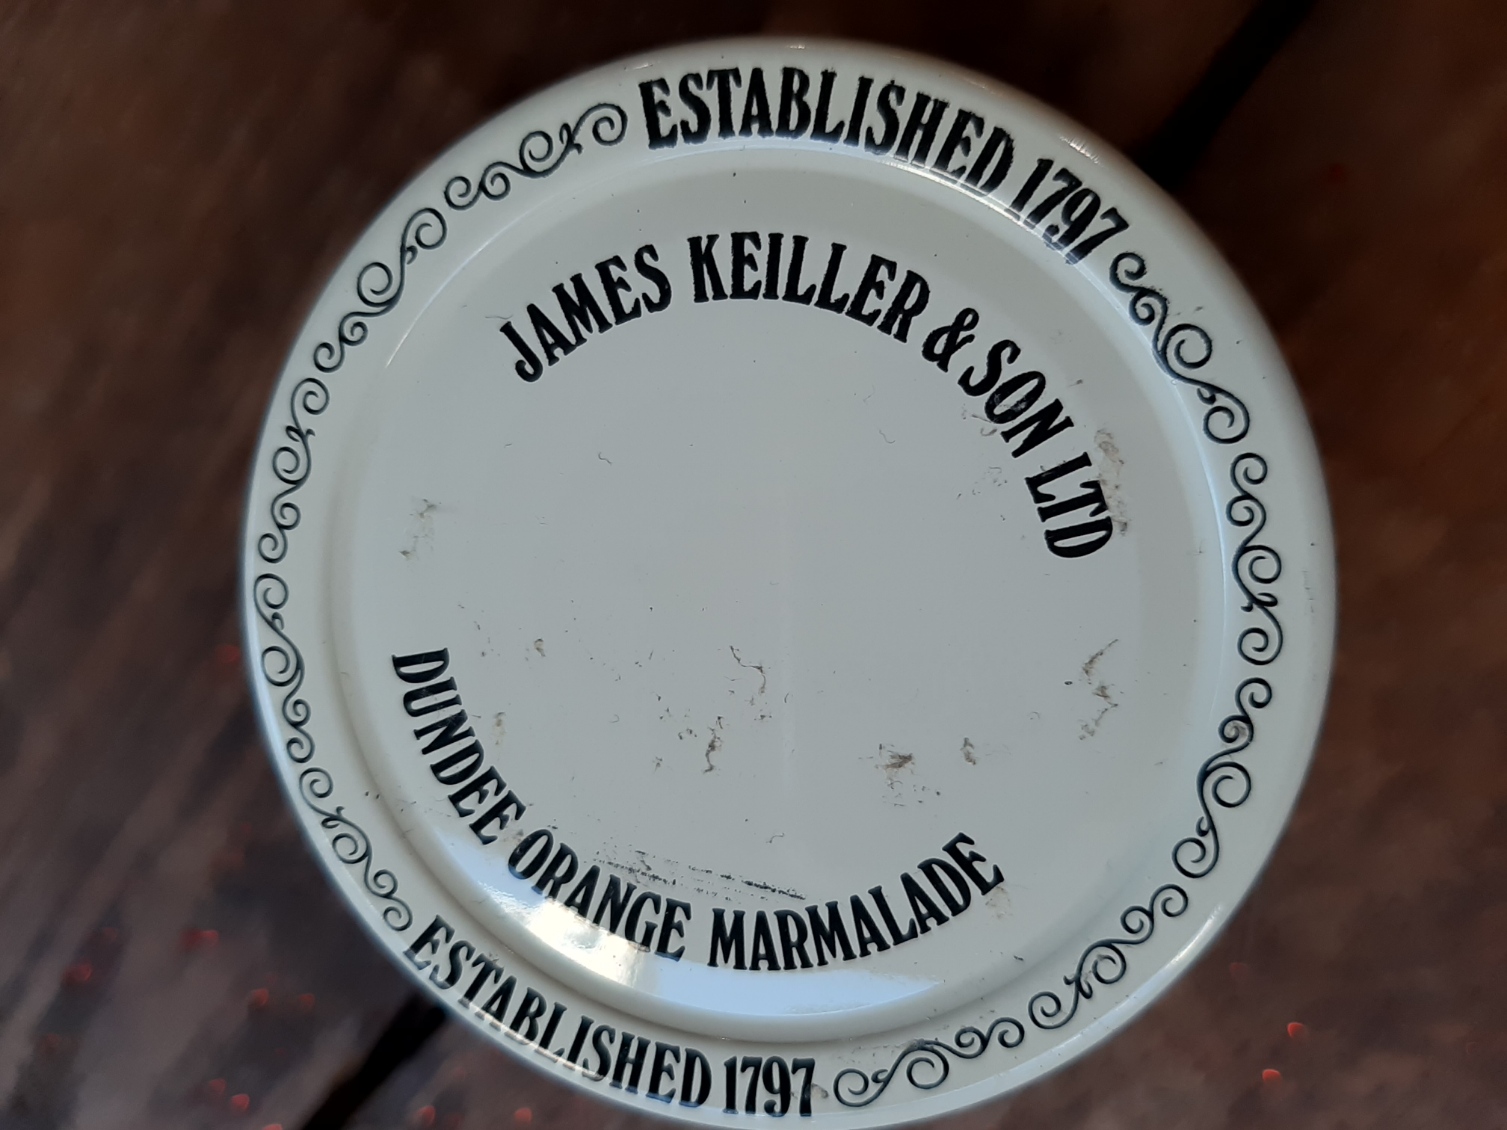 ESTABLISHED 1797
JAMES KEILLER & SON LTD
DUNDEE ORANGE MARMALADE
ESTABLISHED 1797